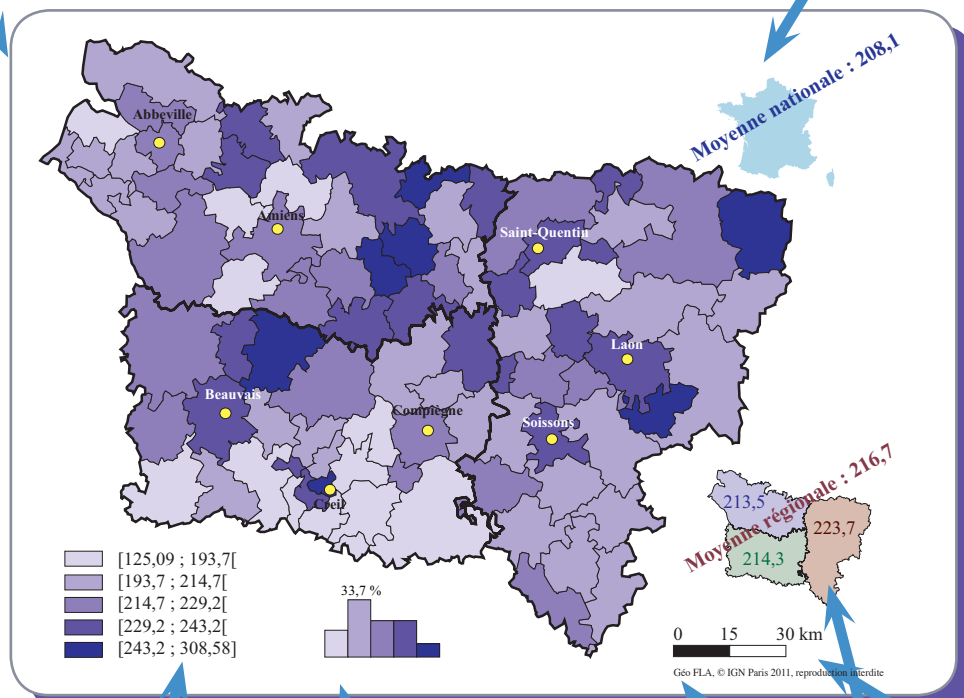 Moyenne nationale : 208,1
Abbeville
Amiens
Saint-Quentin
Laon
Beauvais
Compiègne
Soissons
Creil
Moyenne régionale : 216,7
213,5
223,7
214,3
[125,09 ; 193,7[
[193,7 ; 214,7[
[214,7 ; 229,2[
[229,2 ; 243,2[
[243,2 ; 308,58]
33,7 %
0 15 30 km
Géo FLA, © IGN Paris 2011, reproduction interdite